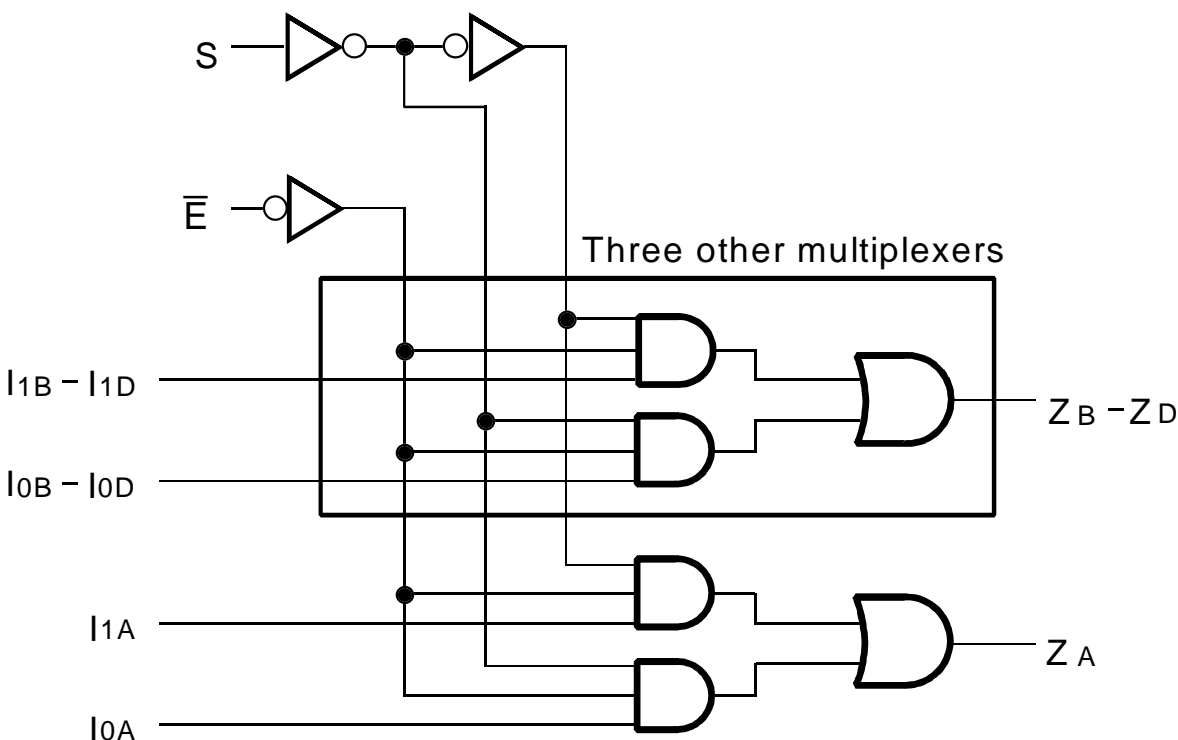 S
E̅
Three other multiplexers
I1B – I1D
ZB –ZD
I0B – I0D
I1A
ZA
I0A